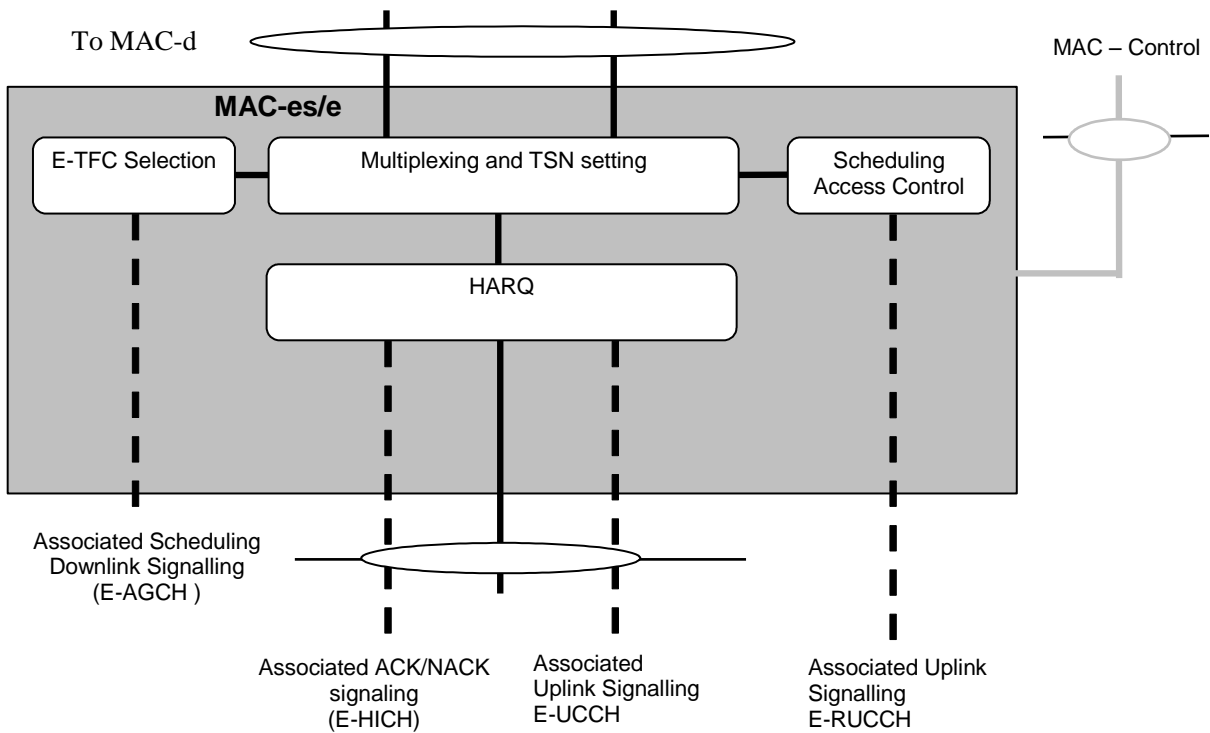 To MAC-d
MAC – Control
MAC-es/e
E-TFC Selection
Multiplexing and TSN setting
Scheduling
Access Control
HARQ
Associated Scheduling
Downlink Signalling
(E-AGCH )
Associated ACK/NACK
signaling
(E-HICH)
Associated
Uplink Signalling
E-UCCH
Associated Uplink
Signalling
E-RUCCH